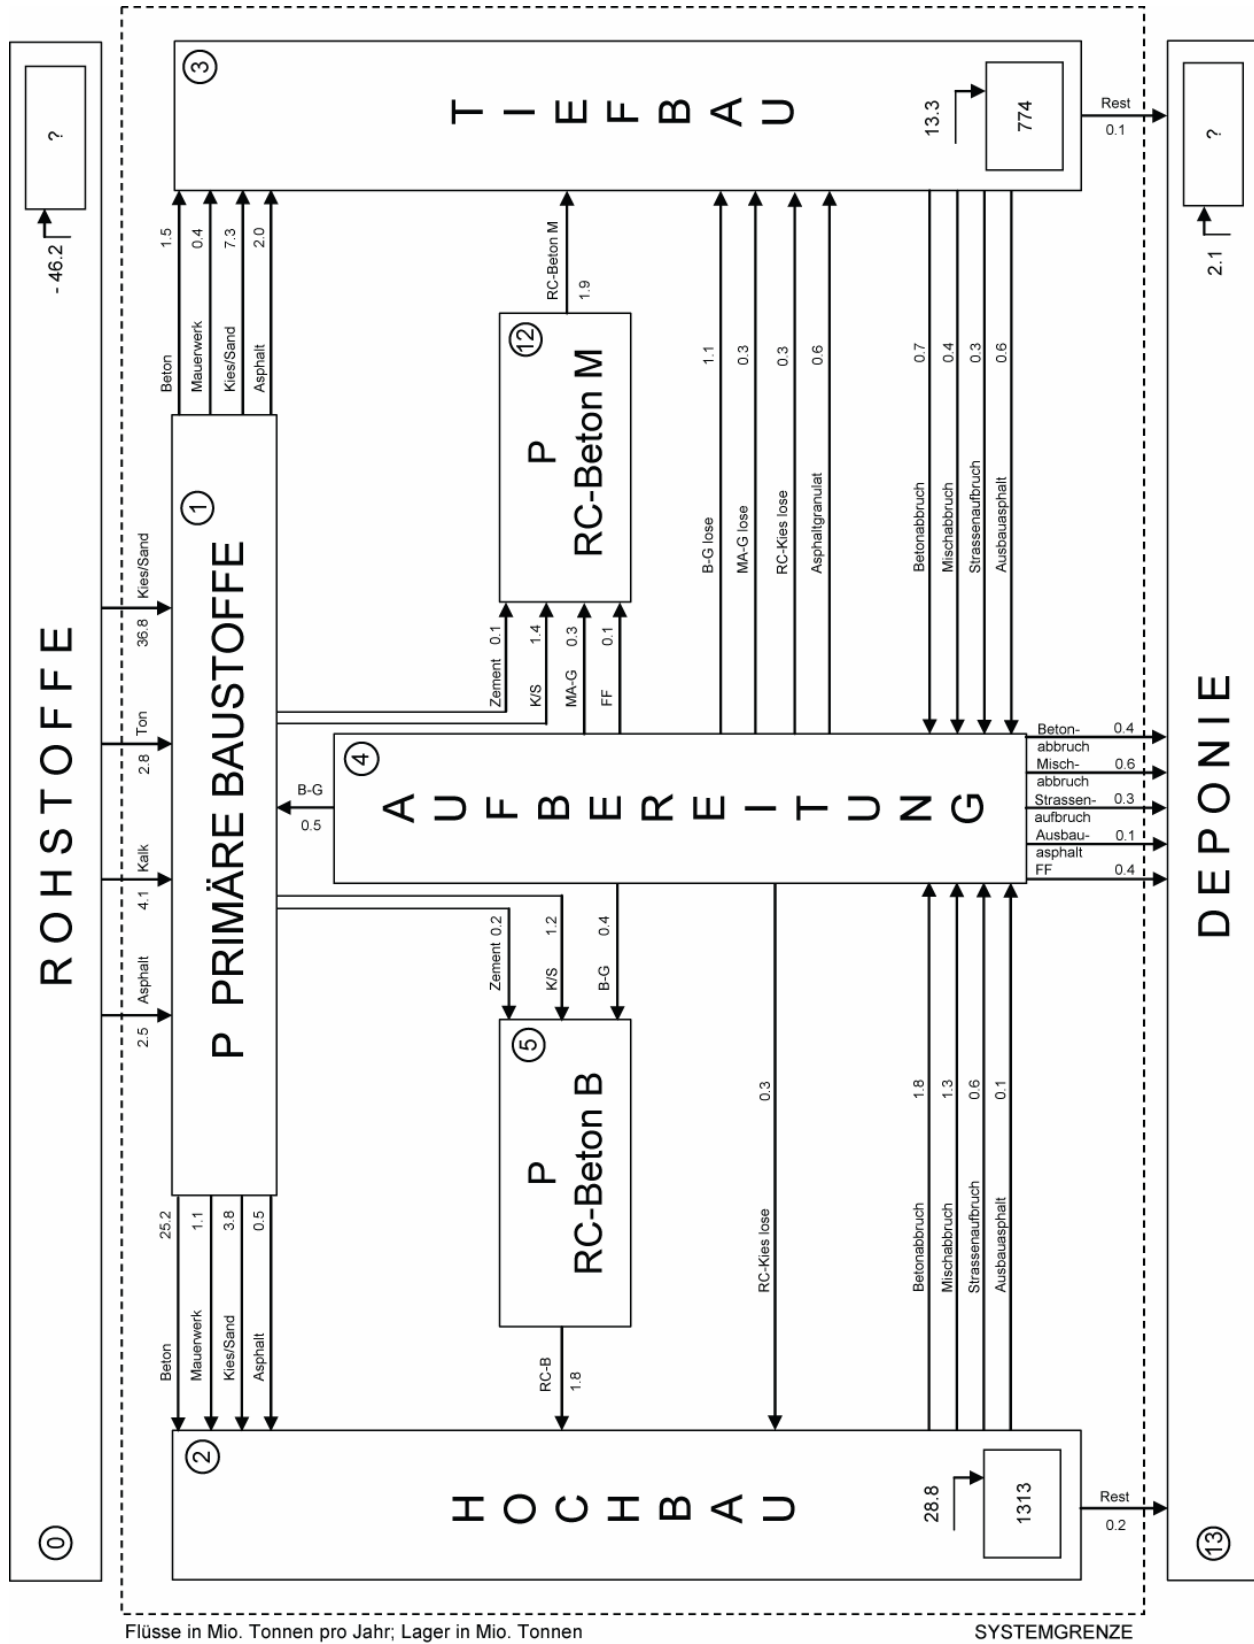 ROHSTOFFE
0
- 46.2
?
2.5 Asphalt
4.1 Kalk
2.8 Ton
36.8 Kies/Sand
P PRIMÄRE BAUSTOFFE
1
Beton 25.2
Mauerwerk 1.1
Kies/Sand 3.8
Asphalt 0.5
Beton 1.5
Mauerwerk 0.4
Kies/Sand 7.3
Asphalt 2.0
TIEFBAU
3
13.3
774
Rest
0.1
HOCHBAU
2
28.8
1313
Rest
0.2
P
RC-Beton M
12
RC-Beton M
1.9
Zement 0.1
K/S 1.4
MA-G 0.3
FF 0.1
B-G
0.5
AUFBEREITUNG
4
Zement 0.2
K/S 1.2
B-G 0.4
P
RC-Beton B
5
RC-B
1.8
RC-Kies lose 0.3
B-G lose 1.1
MA-G lose 0.3
RC-Kies lose 0.3
Asphaltgranulat 0.6
Betonabbruch 0.7
Mischabbruch 0.4
Strassenaufbruch 0.3
Ausbauasphalt 0.6
Betonabbruch 1.8
Mischabbruch 1.3
Strassenaufbruch 0.6
Ausbauasphalt 0.1
Beton- 0.4
abbruch
Misch- 0.6
abbruch
Strassen- 0.3
aufbruch
Ausbau- 0.1
asphalt
FF 0.4
DEPONIE
13
2.1
?
Flüsse in Mio. Tonnen pro Jahr; Lager in Mio. Tonnen
SYSTEMGRENZE